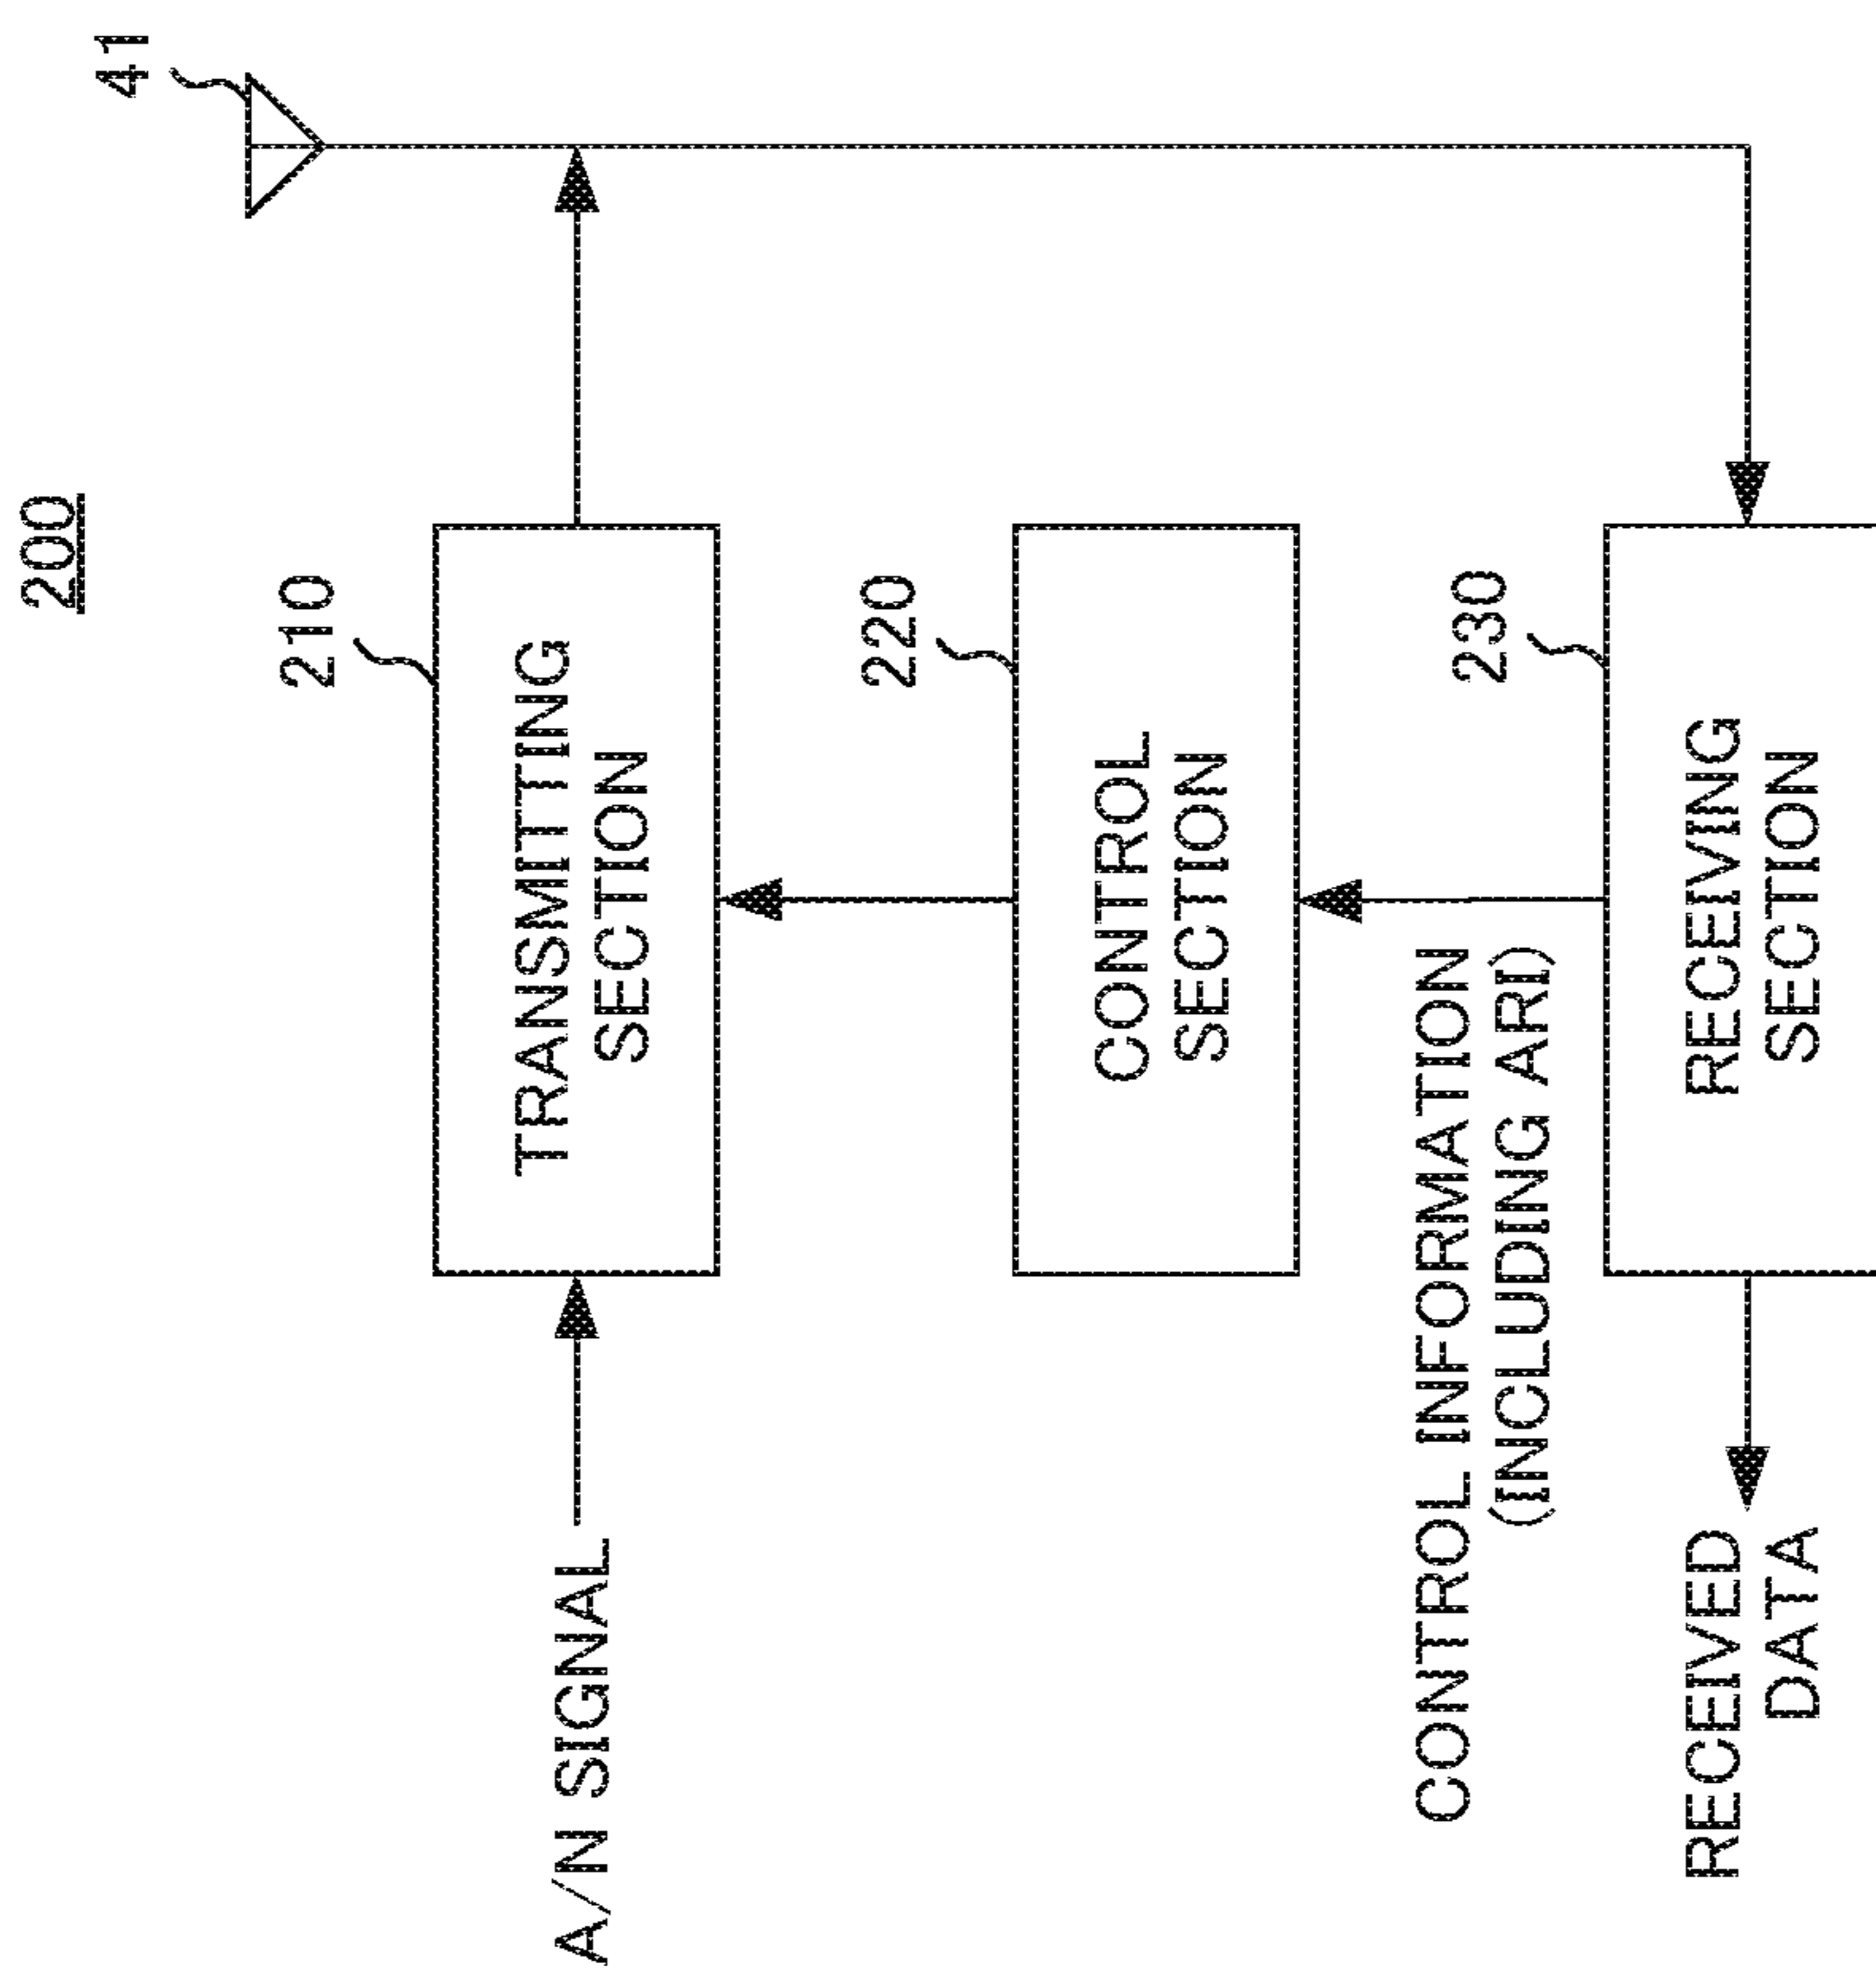 200
41
210
A/N SIGNAL
TRANSMITTING
SECTION
220
CONTROL
SECTION
CONTROL INFORMATION
(INCLUDING ARI)
230
RECEIVED
DATA
RECEIVING
SECTION